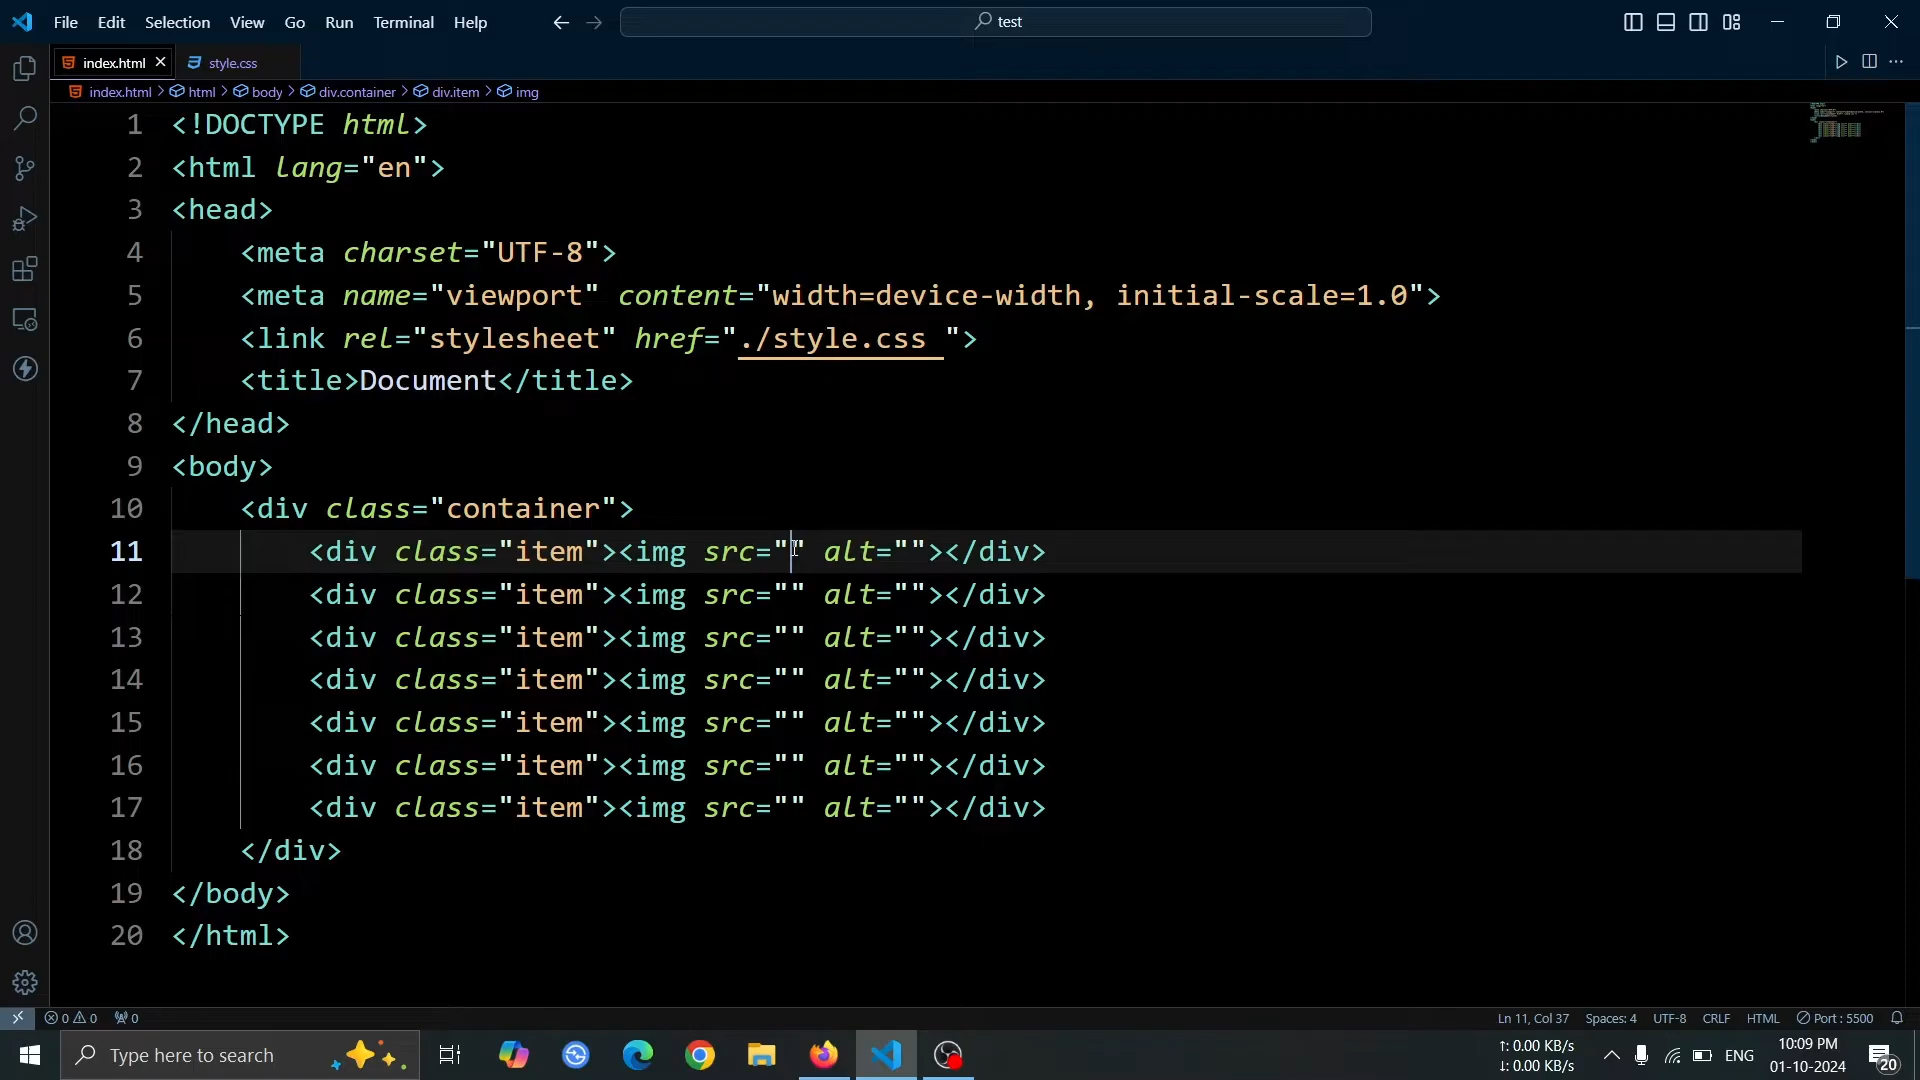 File Edit Selection View Go Run Terminal Help
test
index.html
style.css
index.html > html > body > div.container > div.item > img
1 <!DOCTYPE html>
2 <html lang="en">
3 <head>
4 <meta charset="UTF-8">
5 <meta name="viewport" content="width=device-width, initial-scale=1.0">
6 <link rel="stylesheet" href="./style.css ">
7 <title>Document</title>
8 </head>
9 <body>
10 <div class="container">
11 <div class="item"><img src="" alt=""></div>
12 <div class="item"><img src="" alt=""></div>
13 <div class="item"><img src="" alt=""></div>
14 <div class="item"><img src="" alt=""></div>
15 <div class="item"><img src="" alt=""></div>
16 <div class="item"><img src="" alt=""></div>
17 <div class="item"><img src="" alt=""></div>
18 </div>
19 </body>
20 </html>
0 0 0
Ln 11, Col 37 Spaces: 4 UTF-8 CRLF HTML Port : 5500
Type here to search
↑: 0.00 KB/s
↓: 0.00 KB/s
ENG
10:09 PM
01-10-2024
20